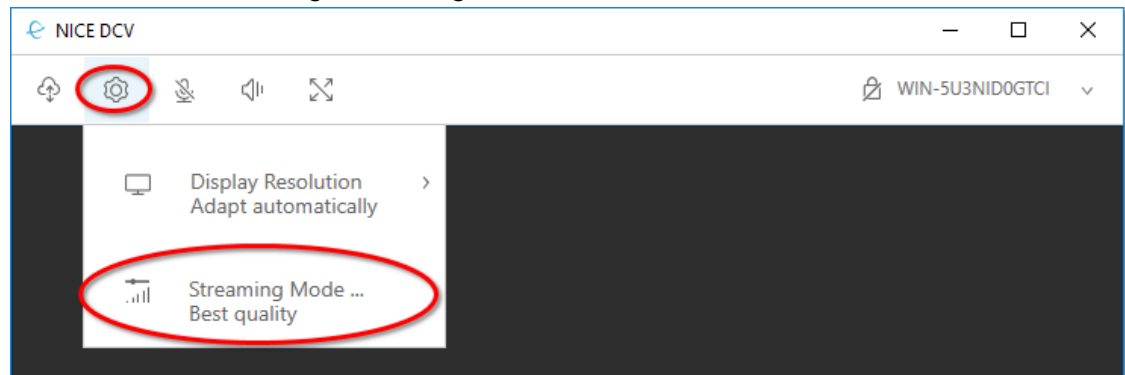 NICE DCV
WIN-5U3NID0GTCI
Display Resolution
Adapt automatically
Streaming Mode ...
Best quality